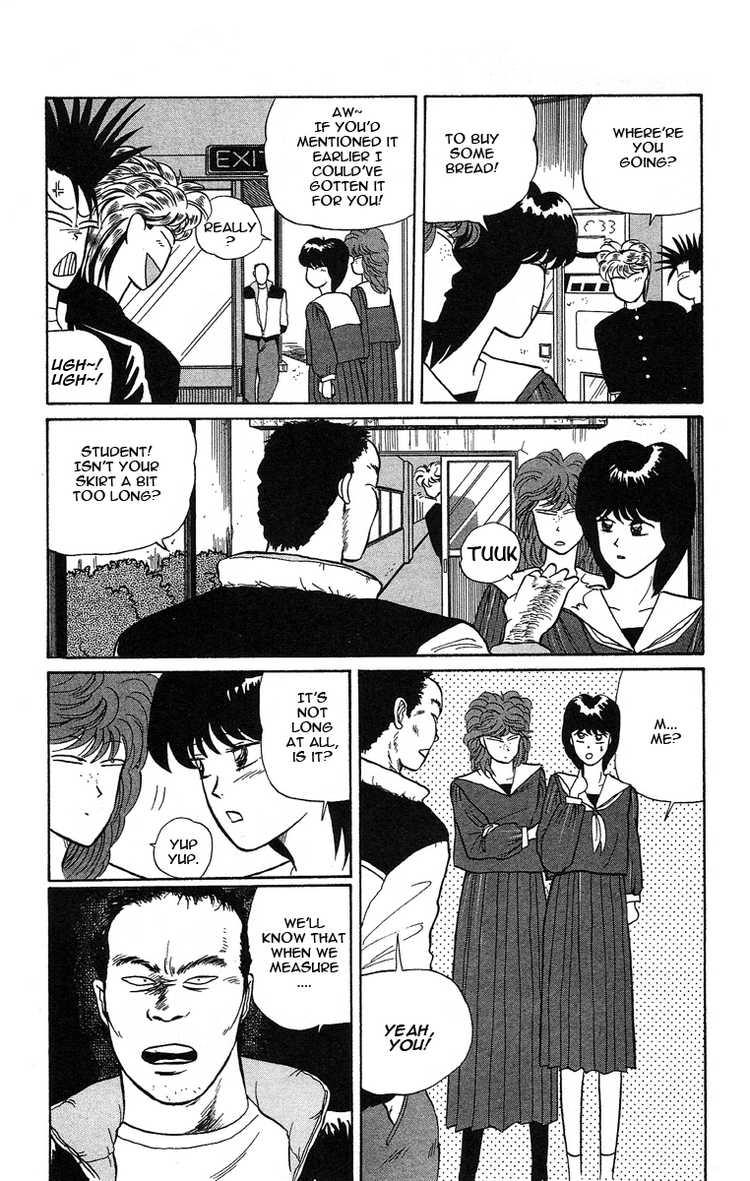 WHERE'RE
YOU
GOING?
TO BUY
SOME
BREAD!
AW~
IF YOU'D
MENTIONED IT
EARLIER I
COULD'VE
GOTTEN IT
FOR YOU!
EXIT
REALLY
?
UGH~!
UGH~!
STUDENT!
ISN'T YOUR
SKIRT A BIT
TOO LONG?
TUUK
M...
ME?
YEAH,
YOU!
IT'S
NOT
LONG
AT ALL,
IS IT?
YUP
YUP.
WE'LL
KNOW THAT
WHEN WE
MEASURE
....